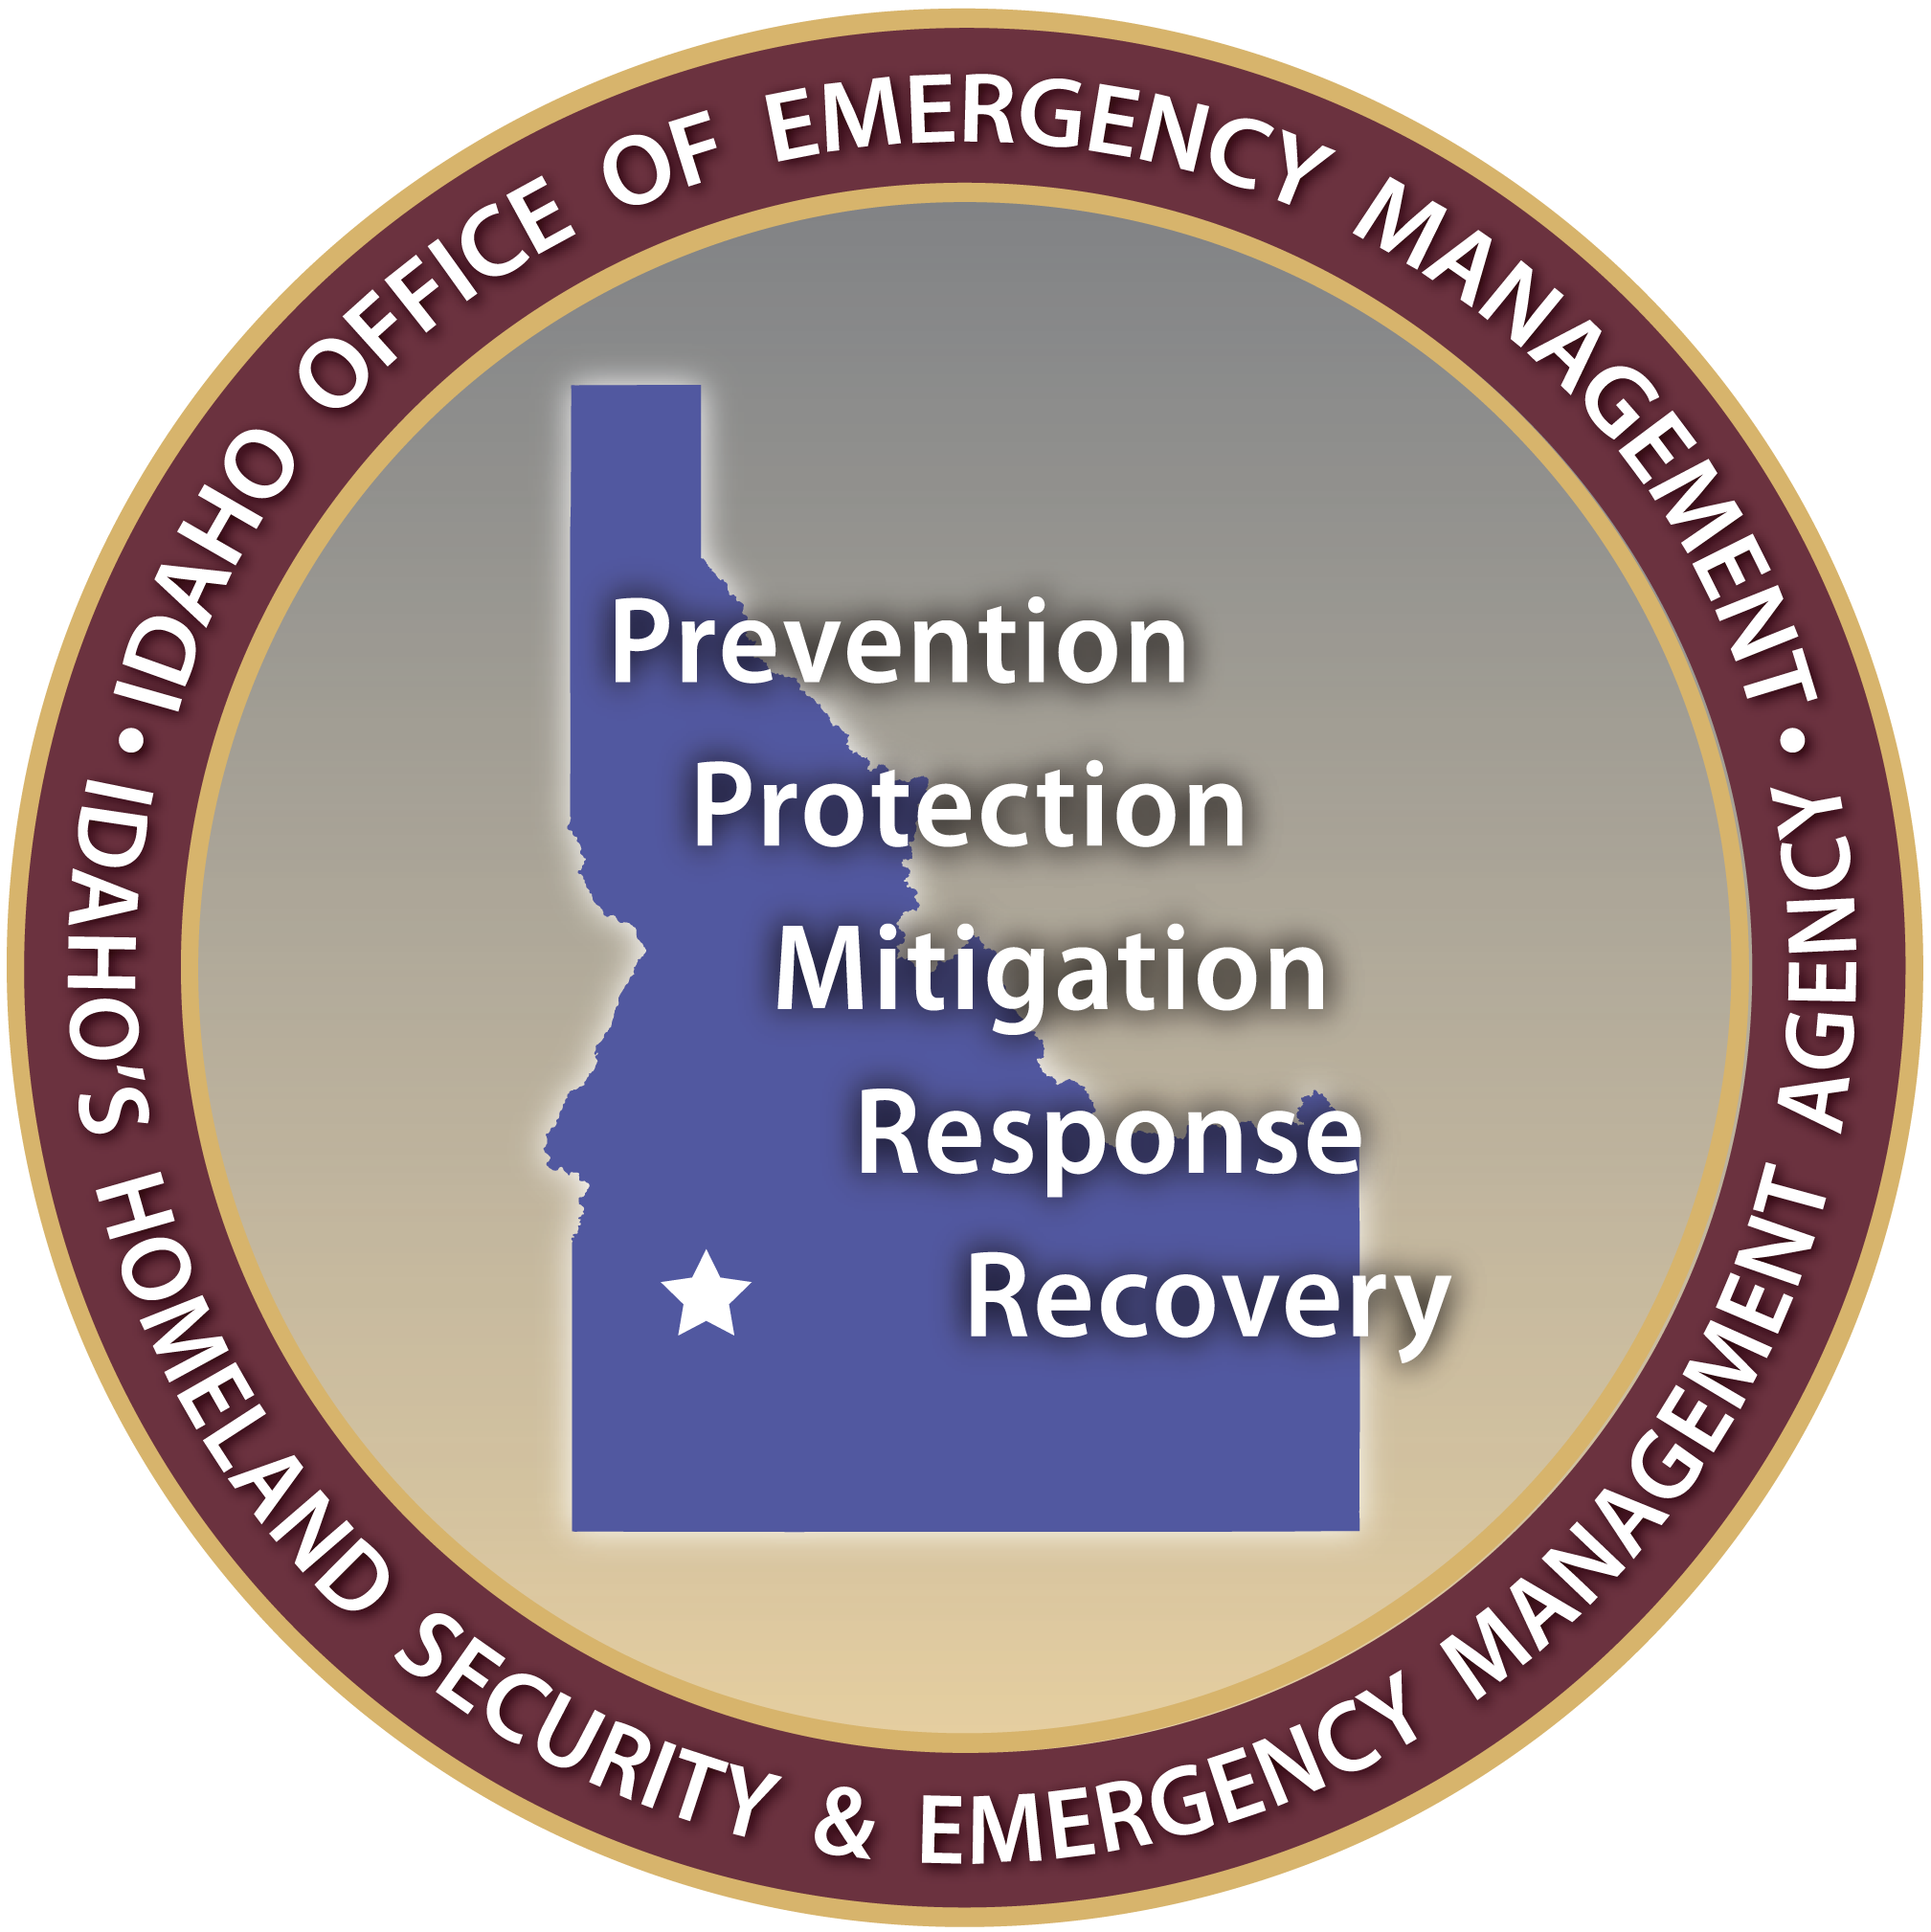 IDAHO OFFICE OF EMERGENCY MANAGEMENT •
Prevention
Protection
Mitigation
Response
Recovery
IDAHO'S HOMELAND SECURITY & EMERGENCY MANAGEMENT AGENCY •